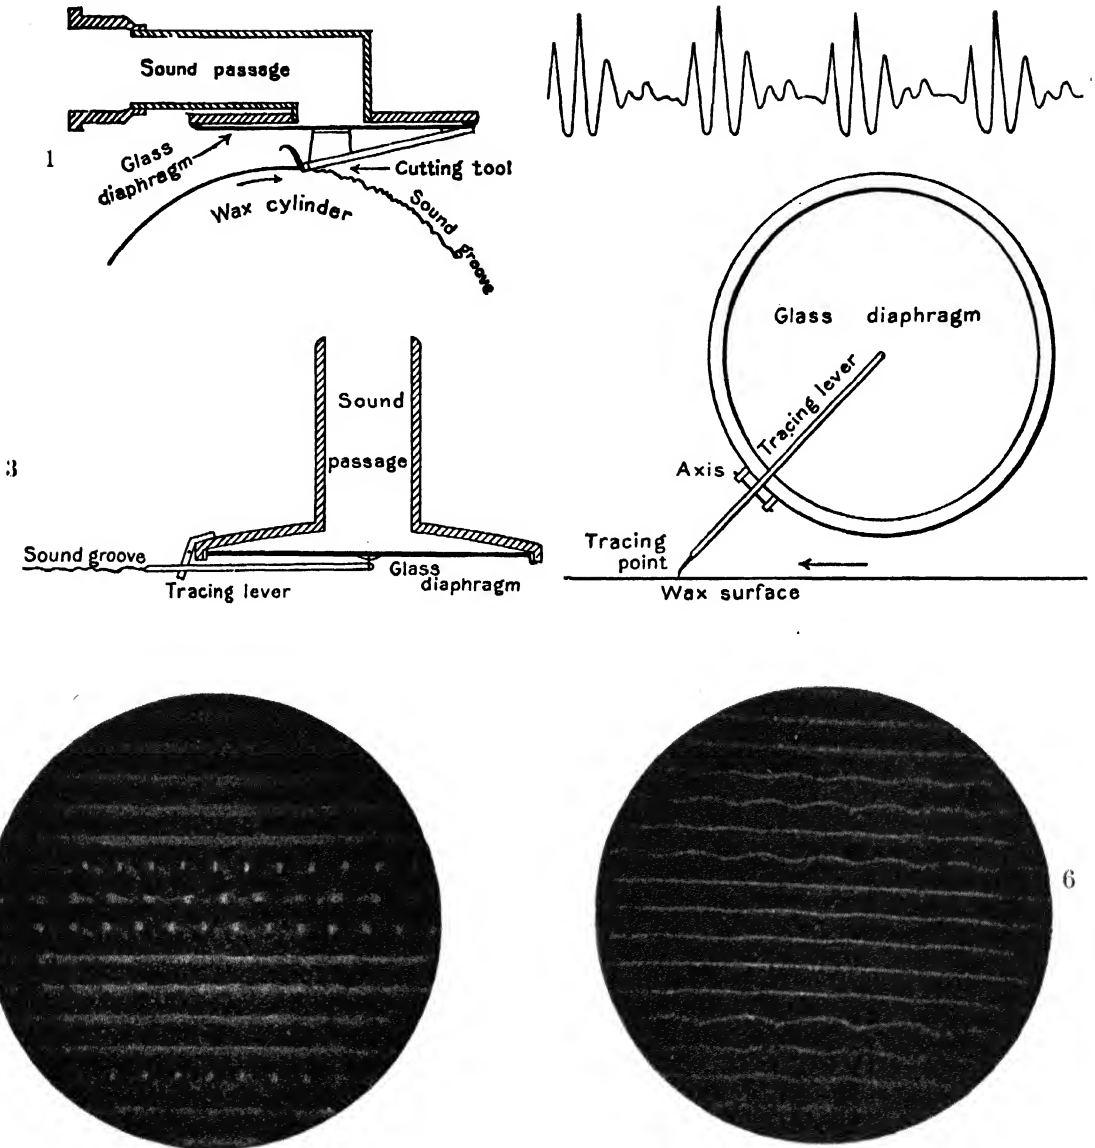 Sound passage
1
Glass
diaphragm
Cutting tool
Wax cylinder
Sound groove
Glass diaphragm
Tracing lever
Axis
Tracing
point
Wax surface
3
Sound
passage
Sound groove
Tracing lever
Glass
diaphragm
6